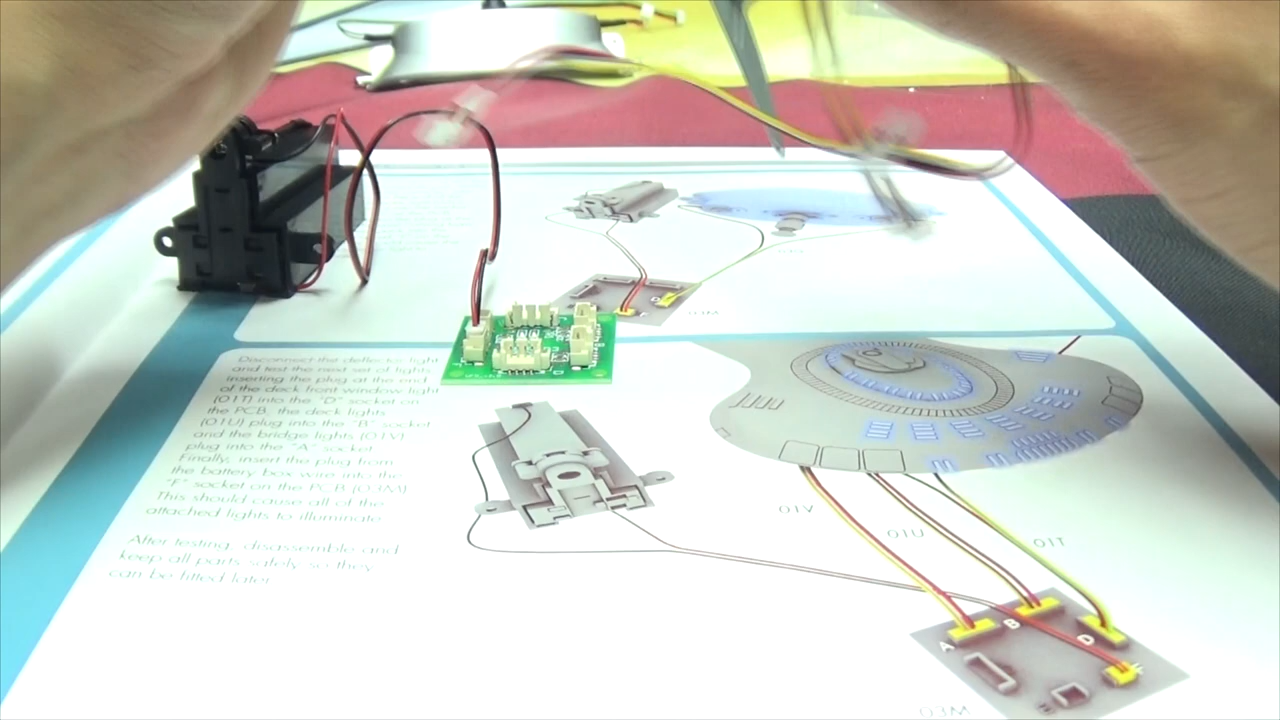 Disconnect the deflector light
and test the next set of lights
inserting the plug at the end
of the deck front window light
(01T) into the "D" socket on
the PCB, the deck lights
(01U) plug into the "B" socket
and the bridge lights (01V)
plug into the "A" socket.
Finally, insert the plug from
the battery box wire into the
"F" socket on the PCB (03M)
This should cause all of the
attached lights to illuminate
After testing, disassemble and
keep all parts safely so they
can be fitted later
03M
01V
01U
01T
A
B
D
03M